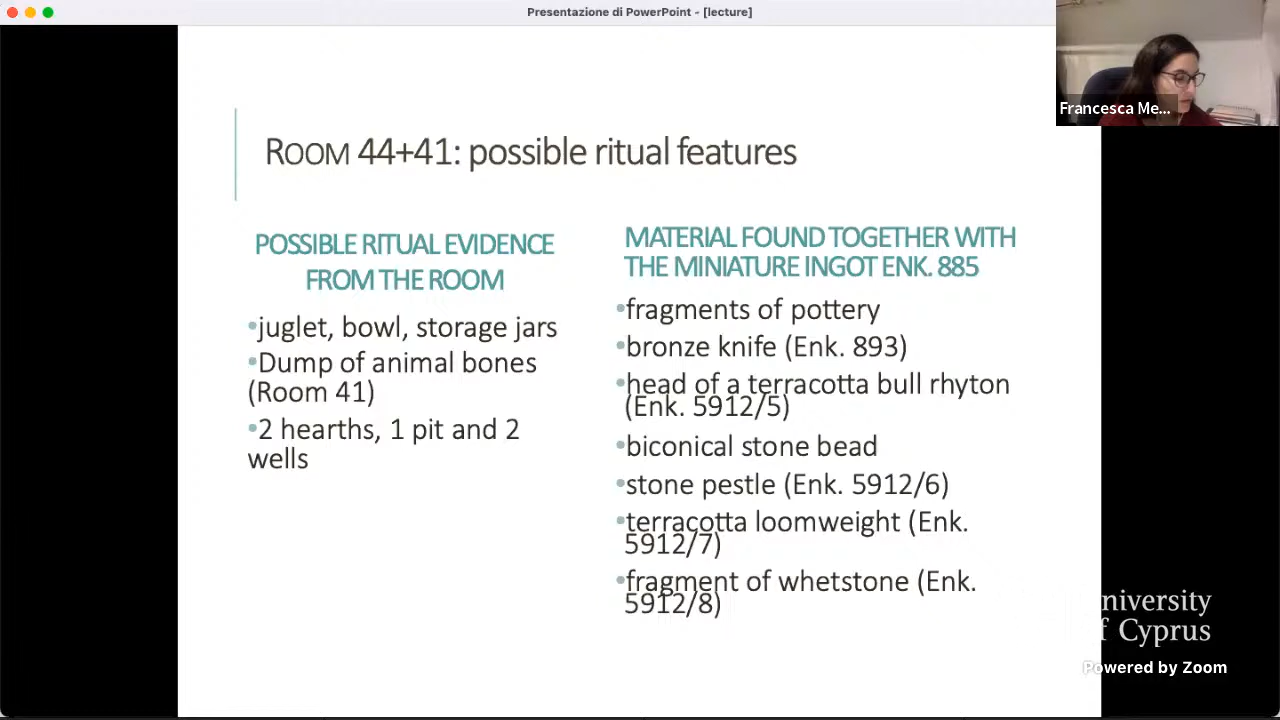 Presentazione di PowerPoint - [lecture]
Francesca Me...
ROOM 44+41: possible ritual features
POSSIBLE RITUAL EVIDENCE
FROM THE ROOM
•juglet, bowl, storage jars
•Dump of animal bones
(Room 41)
•2 hearths, 1 pit and 2
wells
MATERIAL FOUND TOGETHER WITH
THE MINIATURE INGOT ENK. 885
•fragments of pottery
•bronze knife (Enk. 893)
•head of a terracotta bull rhyton
(Enk. 5912/5)
•biconical stone bead
•stone pestle (Enk. 5912/6)
•terracotta loomweight (Enk.
5912/7)
•fragment of whetstone (Enk.
5912/8)
niversity
f Cyprus
Powered by Zoom